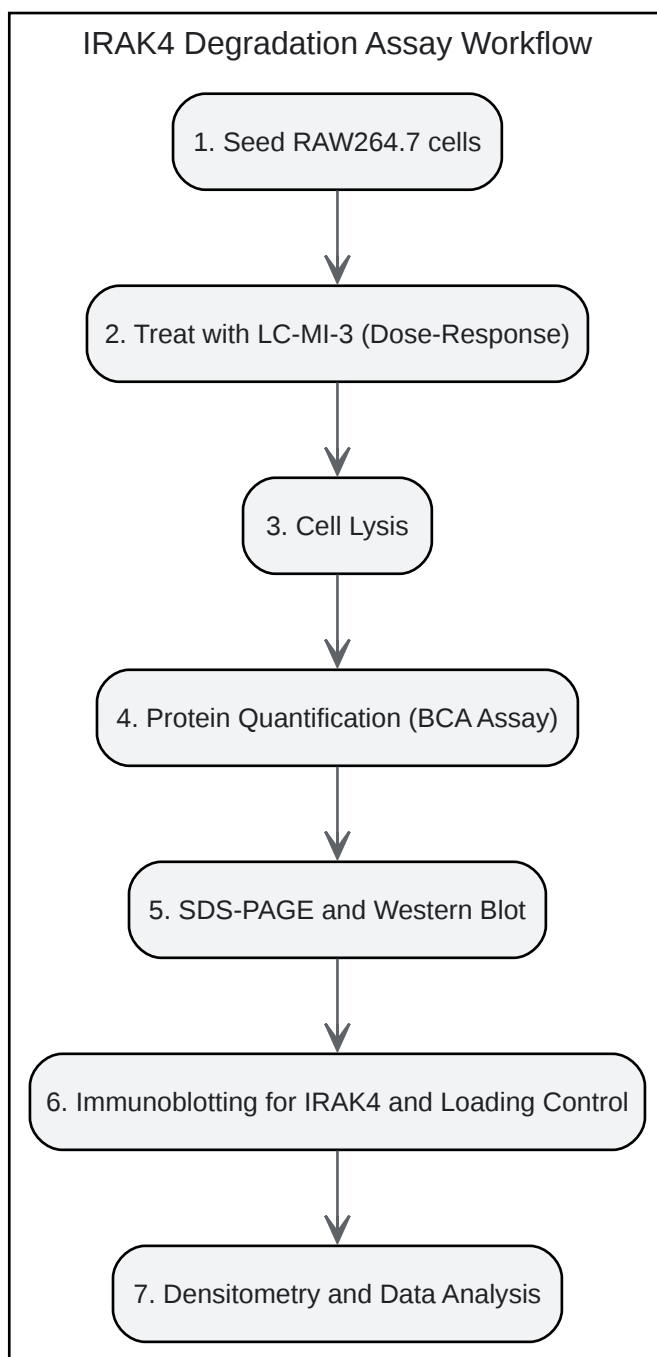 IRAK4 Degradation Assay Workflow
1. Seed RAW264.7 cells
2. Treat with LC-MI-3 (Dose-Response)
3. Cell Lysis
4. Protein Quantification (BCA Assay)
5. SDS-PAGE and Western Blot
6. Immunoblotting for IRAK4 and Loading Control
7. Densitometry and Data Analysis